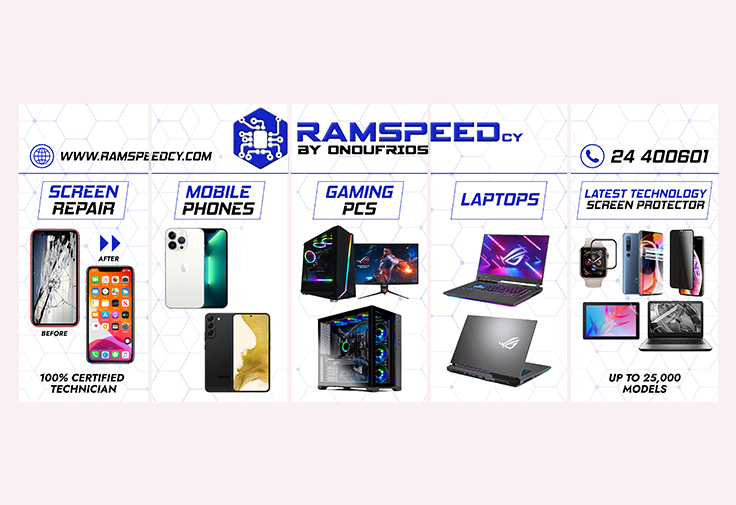 WWW.RAMSPEEDCY.COM
RAMSPEEDCY
BY ONOUFRIOS
24 400601
SCREEN
REPAIR
AFTER
BEFORE
100% CERTIFIED
TECHNICIAN
MOBILE
PHONES
GAMING
PCS
LAPTOPS
LATEST TECHNOLOGY
SCREEN PROTECTOR
UP TO 25,000
MODELS